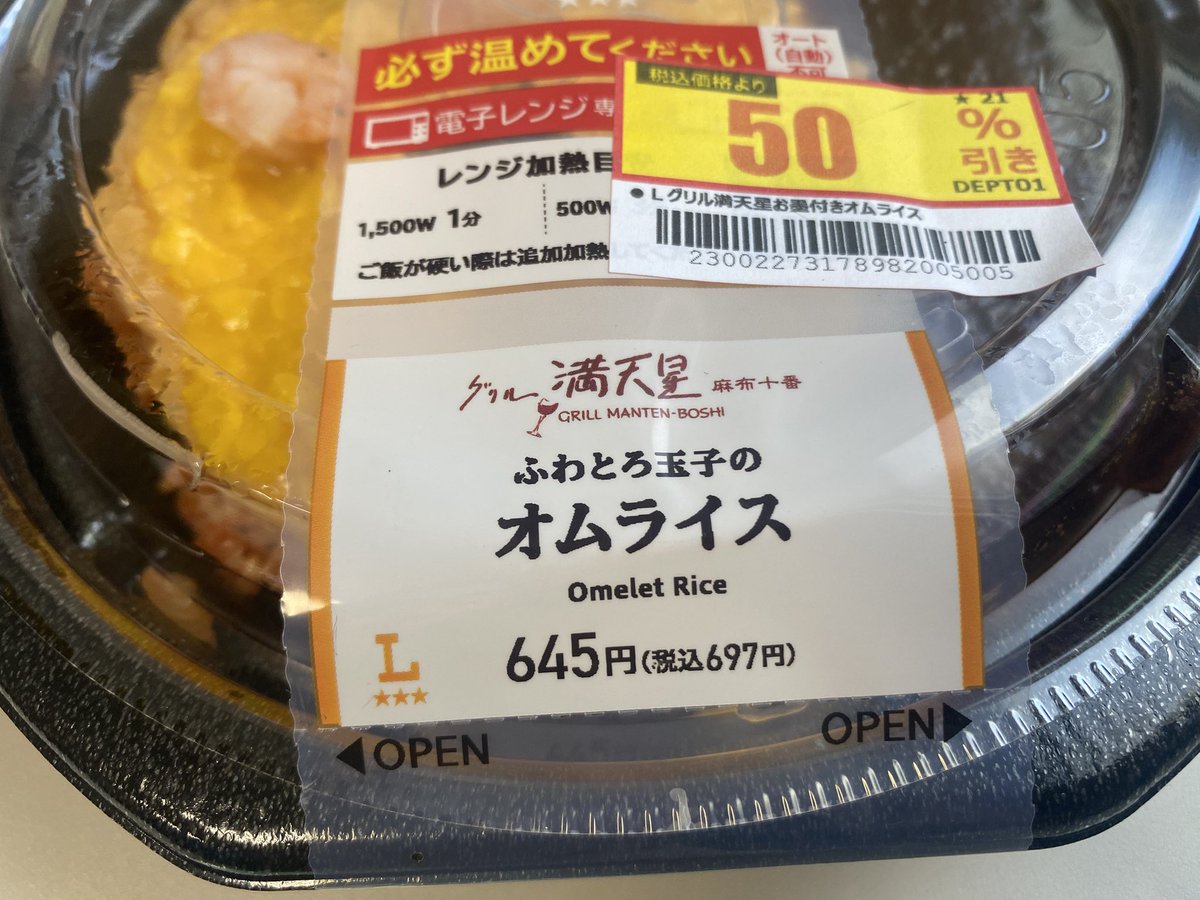 必ず温めてください
オート
(自動)
不可
電子レンジ専
レンジ加熱目
1,500W 1分
500W
ご飯が硬い際は追加加熱
税込価格より
50
★ 21
%
引き
DEPT01
● Lグリル満天星お墨付きオムライス
23002273178982005005
グリル 満天星 麻布十番
GRILL MANTEN-BOSHI
ふわとろ玉子の
オムライス
Omelet Rice
L
★★★
645円(税込697円)
◀OPEN
OPEN▶